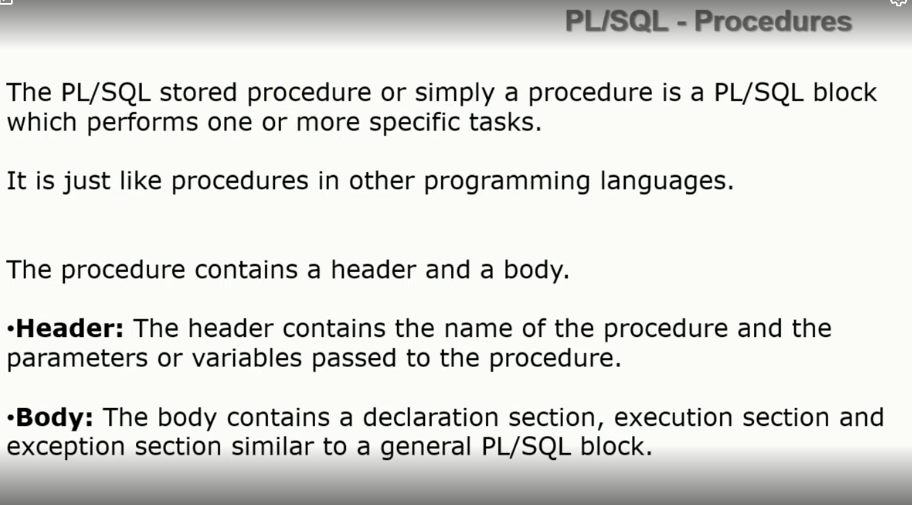 PL/SQL - Procedures
The PL/SQL stored procedure or simply a procedure is a PL/SQL block
which performs one or more specific tasks.
It is just like procedures in other programming languages.
The procedure contains a header and a body.
•Header: The header contains the name of the procedure and the
parameters or variables passed to the procedure.
•Body: The body contains a declaration section, execution section and
exception section similar to a general PL/SQL block.